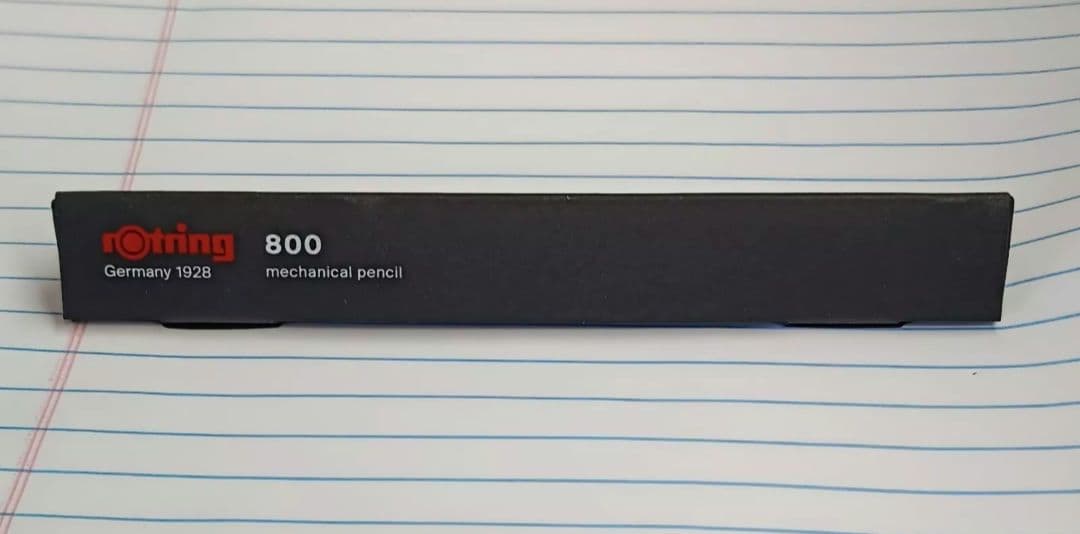 rOtring 800
Germany 1928 mechanical pencil